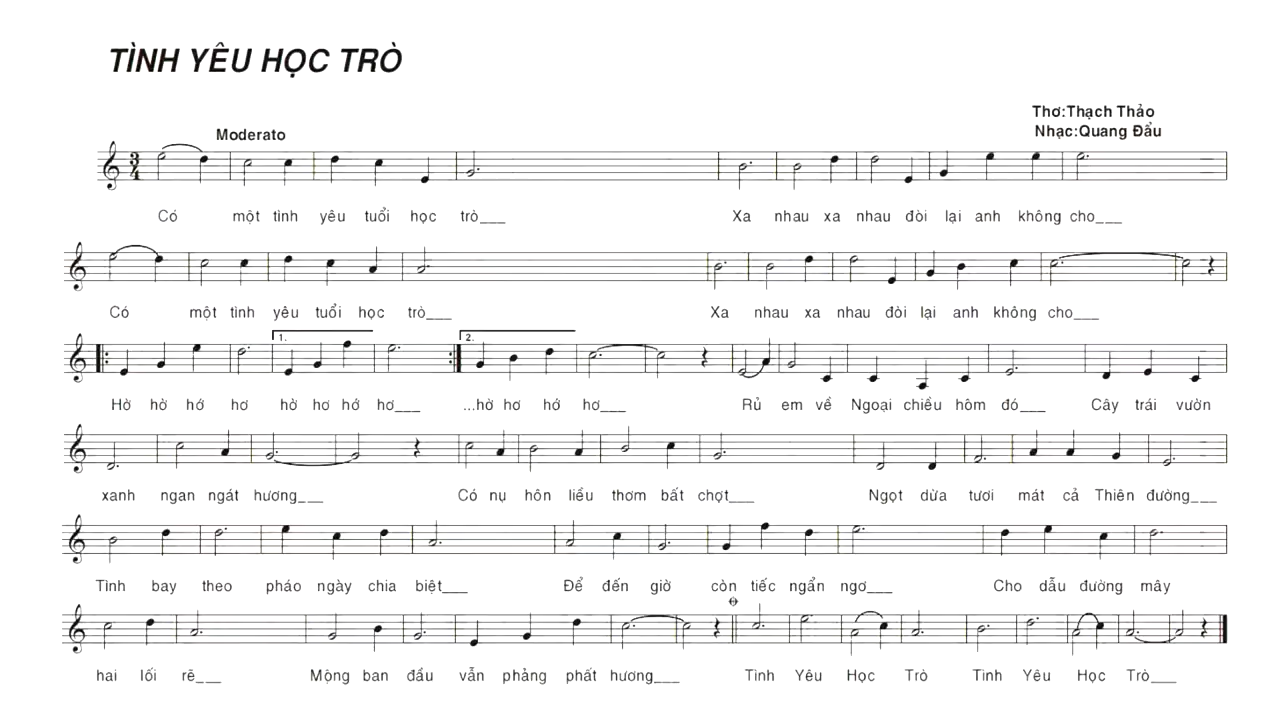 TÌNH YÊU HỌC TRÒ
Thơ:Thạch Thảo
Nhạc:Quang Đẩu
Moderato
3
4
Có một tình yêu tuổi học trò___ Xa nhau xa nhau đòi lại anh không cho___
Có một tình yêu tuổi học trò___ Xa nhau xa nhau đòi lại anh không cho___
1. 2.
Hờ hờ hớ hơ hờ hơ hớ hơ___ ...hờ hơ hớ hơ___ Rủ em về Ngoại chiều hôm đó___ Cây trái vườn
xanh ngan ngát hương___ Có nụ hôn liều thơm bất chợt___ Ngọt dừa tươi mát cả Thiên đường___
Tình bay theo pháo ngày chia biệt___ Để đến giờ còn tiếc ngẩn ngơ___ Cho dẫu đường mây
hai lối rẽ___ Mộng ban đầu vẫn phảng phất hương___ Tình Yêu Học Trò Tình Yêu Học Trò___